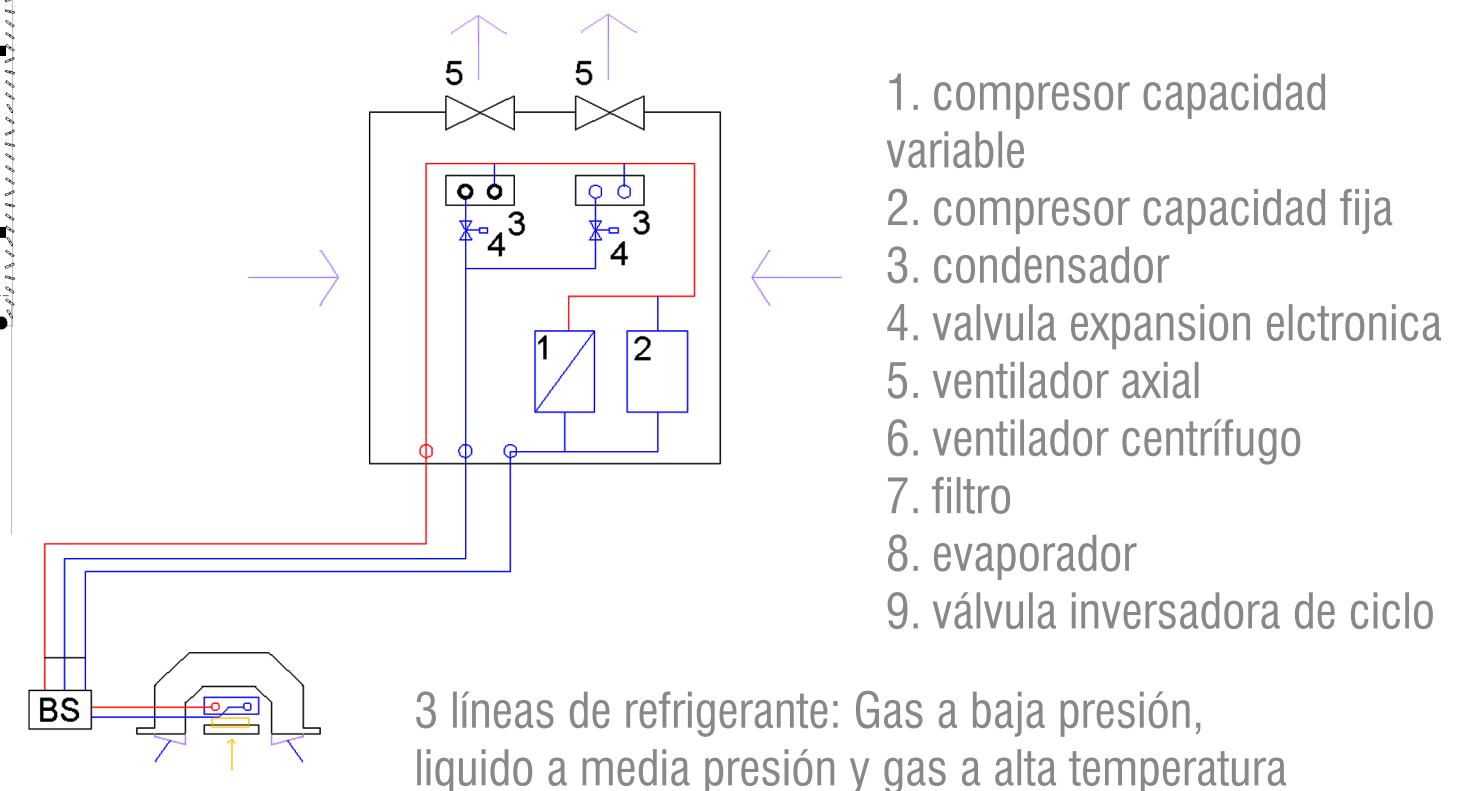 5 5
3 3
4 4
1 2
BS
1. compresor capacidad
variable
2. compresor capacidad fija
3. condensador
4. valvula expansion elctronica
5. ventilador axial
6. ventilador centrífugo
7. filtro
8. evaporador
9. válvula inversadora de ciclo
3 líneas de refrigerante: Gas a baja presión,
liquido a media presión y gas a alta temperatura